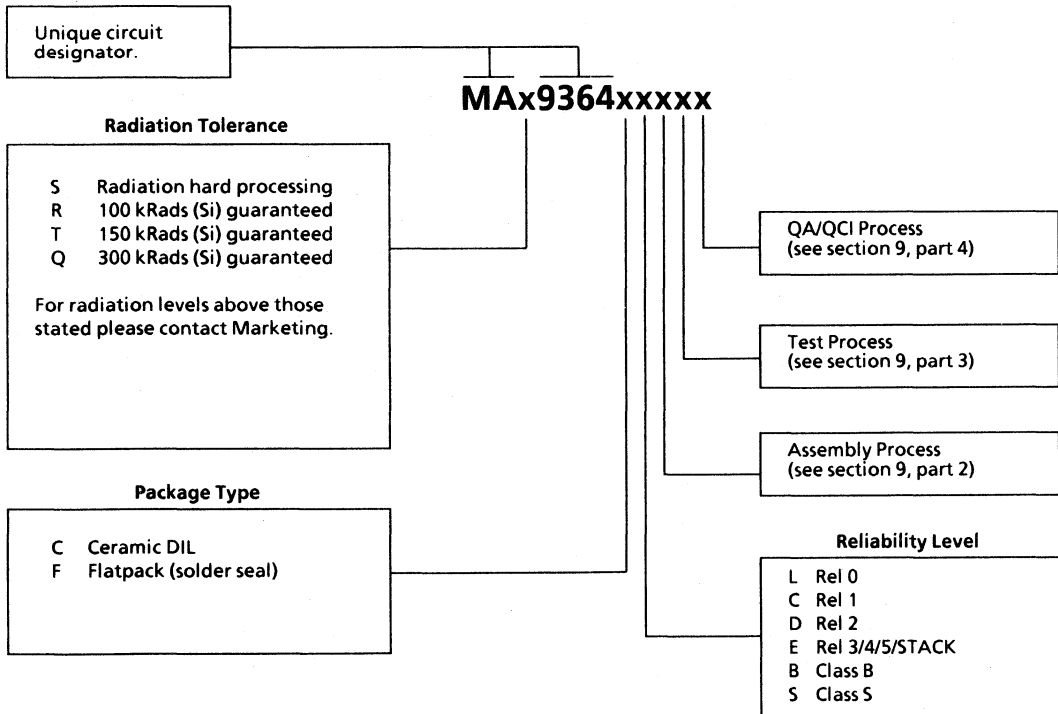 Unique circuit
designator.
MAx9364xxxxx
Radiation Tolerance
S Radiation hard processing
R 100 kRads (Si) guaranteed
T 150 kRads (Si) guaranteed
Q 300 kRads (Si) guaranteed
For radiation levels above those
stated please contact Marketing.
Package Type
C Ceramic DIL
F Flatpack (solder seal)
QA/QCI Process
(see section 9, part 4)
Test Process
(see section 9, part 3)
Assembly Process
(see section 9, part 2)
Reliability Level
L Rel 0
C Rel 1
D Rel 2
E Rel 3/4/5/STACK
B Class B
S Class S